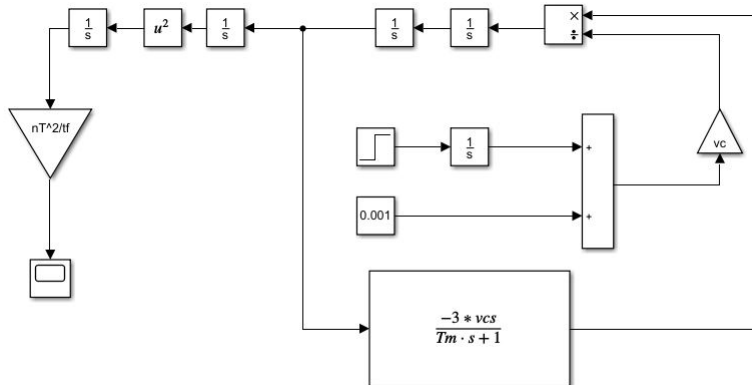 1/s
u²
1/s
1/s
1/s
×
÷
nT^2/tf
vc
1/s
+
0.001
+
-3 * vcs
Tm · s + 1